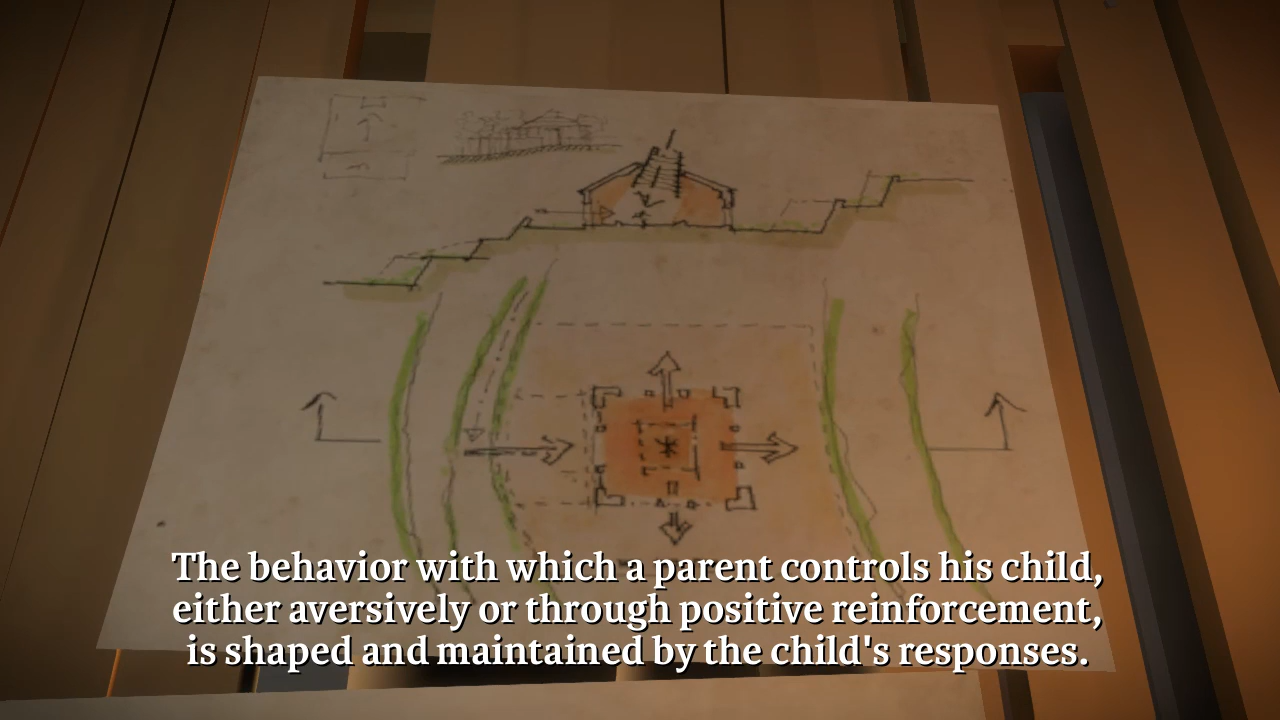 The behavior with which a parent controls his child,
either aversively or through positive reinforcement,
is shaped and maintained by the child's responses.